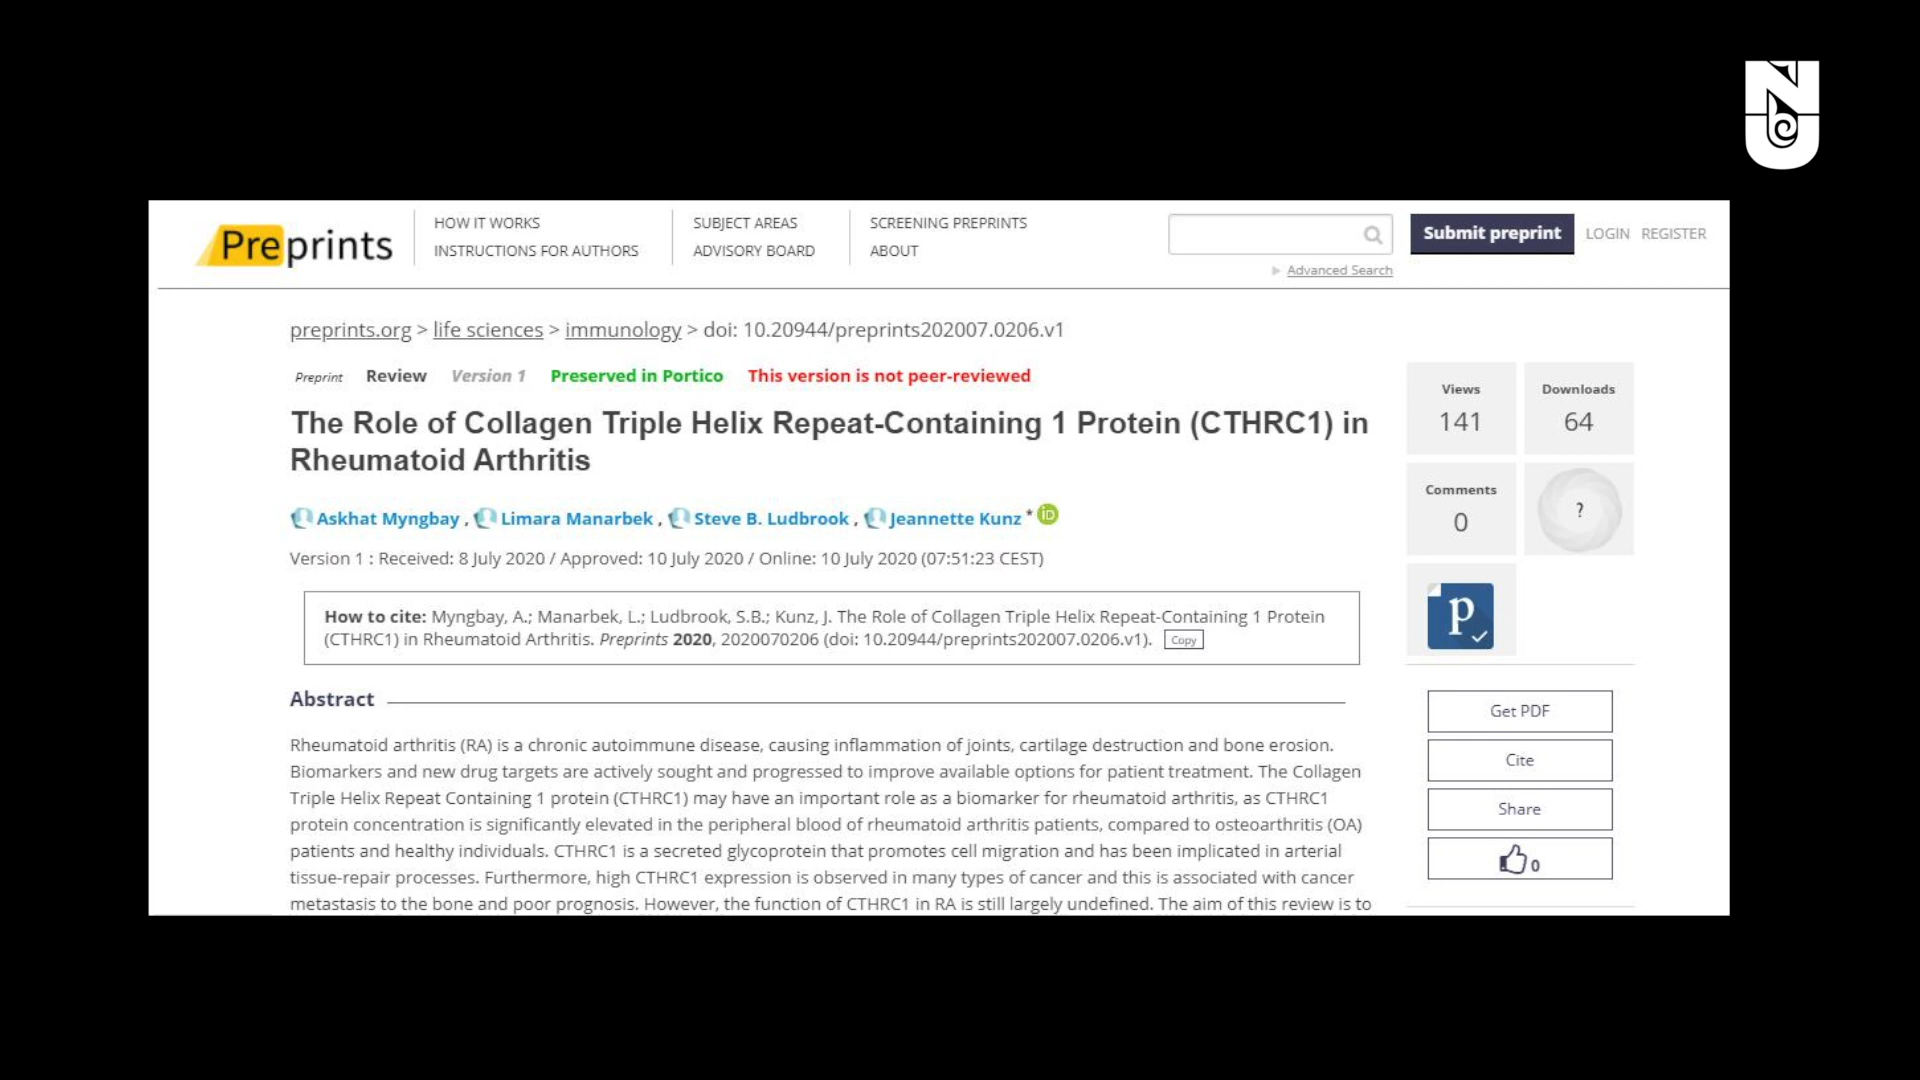 Preprints
HOW IT WORKS
INSTRUCTIONS FOR AUTHORS
SUBJECT AREAS
ADVISORY BOARD
SCREENING PREPRINTS
ABOUT
Submit preprint
LOGIN REGISTER
Advanced Search
preprints.org > life sciences > immunology > doi: 10.20944/preprints202007.0206.v1
Preprint Review Version 1 Preserved in Portico This version is not peer-reviewed
The Role of Collagen Triple Helix Repeat-Containing 1 Protein (CTHRC1) in
Rheumatoid Arthritis
Askhat Myngbay , Limara Manarbek , Steve B. Ludbrook , Jeannette Kunz * iD
Version 1 : Received: 8 July 2020 / Approved: 10 July 2020 / Online: 10 July 2020 (07:51:23 CEST)
How to cite: Myngbay, A.; Manarbek, L.; Ludbrook, S.B.; Kunz, J. The Role of Collagen Triple Helix Repeat-Containing 1 Protein
(CTHRC1) in Rheumatoid Arthritis. Preprints 2020, 2020070206 (doi: 10.20944/preprints202007.0206.v1). Copy
Abstract
Rheumatoid arthritis (RA) is a chronic autoimmune disease, causing inflammation of joints, cartilage destruction and bone erosion.
Biomarkers and new drug targets are actively sought and progressed to improve available options for patient treatment. The Collagen
Triple Helix Repeat Containing 1 protein (CTHRC1) may have an important role as a biomarker for rheumatoid arthritis, as CTHRC1
protein concentration is significantly elevated in the peripheral blood of rheumatoid arthritis patients, compared to osteoarthritis (OA)
patients and healthy individuals. CTHRC1 is a secreted glycoprotein that promotes cell migration and has been implicated in arterial
tissue-repair processes. Furthermore, high CTHRC1 expression is observed in many types of cancer and this is associated with cancer
metastasis to the bone and poor prognosis. However, the function of CTHRC1 in RA is still largely undefined. The aim of this review is to
Views
141
Downloads
64
Comments
0
?
p
Get PDF
Cite
Share
0